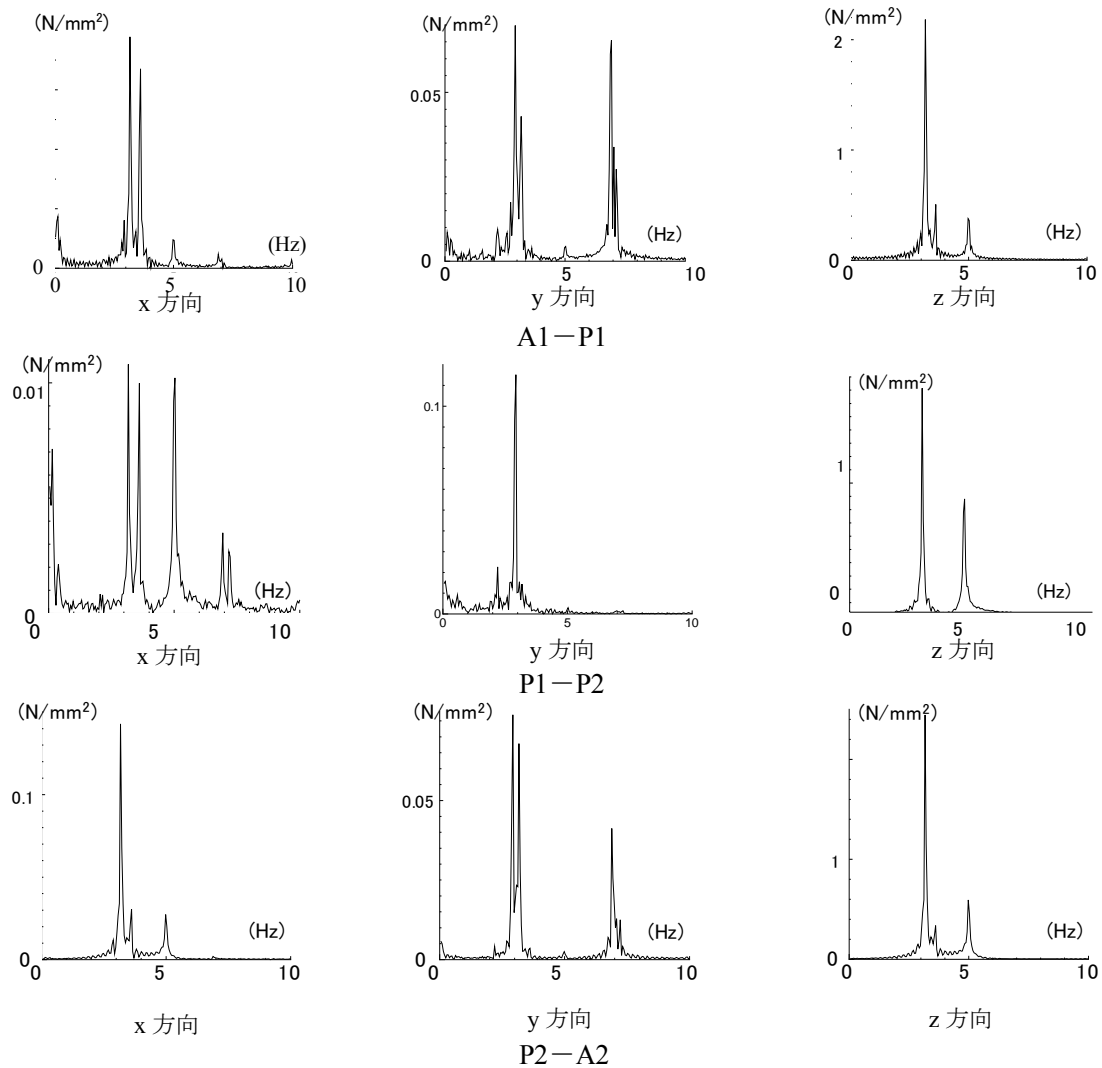 (N/mm²) (N/mm²) (N/mm²)
0 (Hz) 0 5 10
x 方向
0.05 0 (Hz) 0 5 10
y 方向
2 1 0 (Hz) 0 5 10
z 方向
A1－P1
(N/mm²) (N/mm²)
0.01 0 (Hz) 0 5 10
x 方向
0.1 0 (Hz) 0 5 10
y 方向
1 0 (Hz) 0 5 10
z 方向
P1－P2
(N/mm²) (N/mm²) (N/mm²)
0.1 0 (Hz) 0 10
x 方向
0.05 0 (Hz) 0 5 10
y 方向
1 0 (Hz) 0 5 10
z 方向
P2－A2